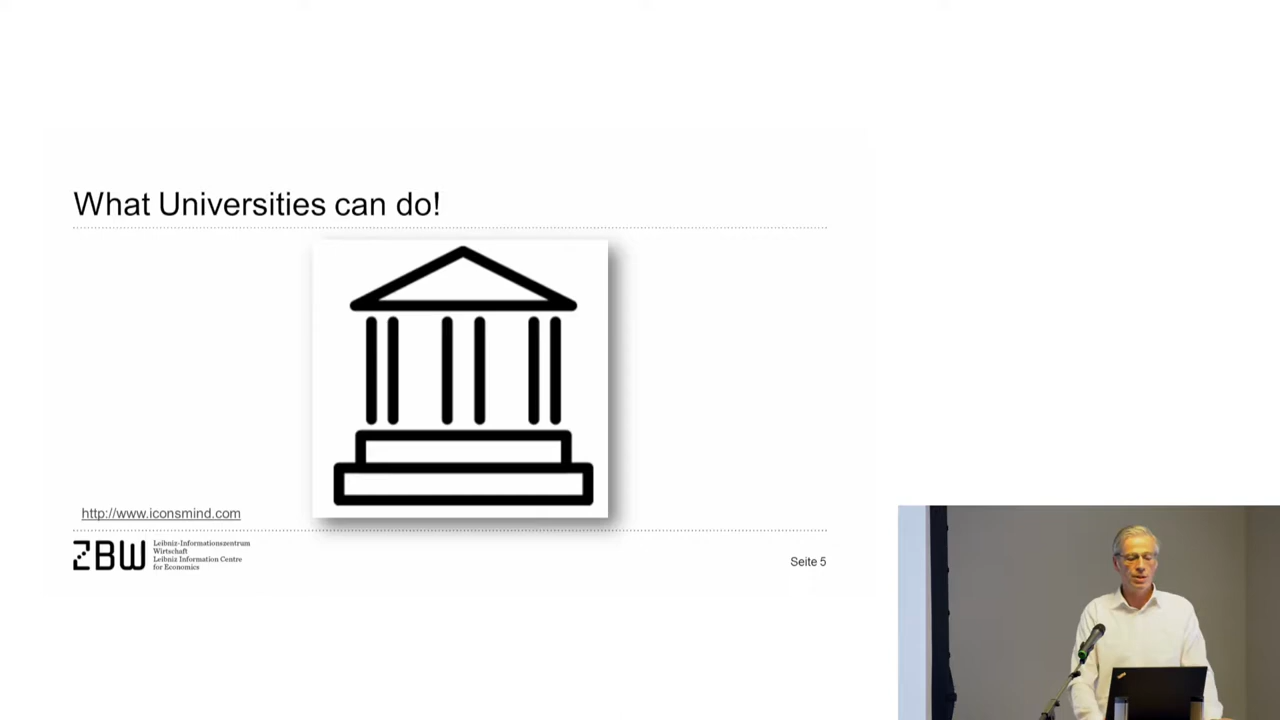 What Universities can do!
http://www.iconsmind.com
ZBW
Leibniz-Informationszentrum
Wirtschaft
Leibniz Information Centre
for Economics
Seite 5